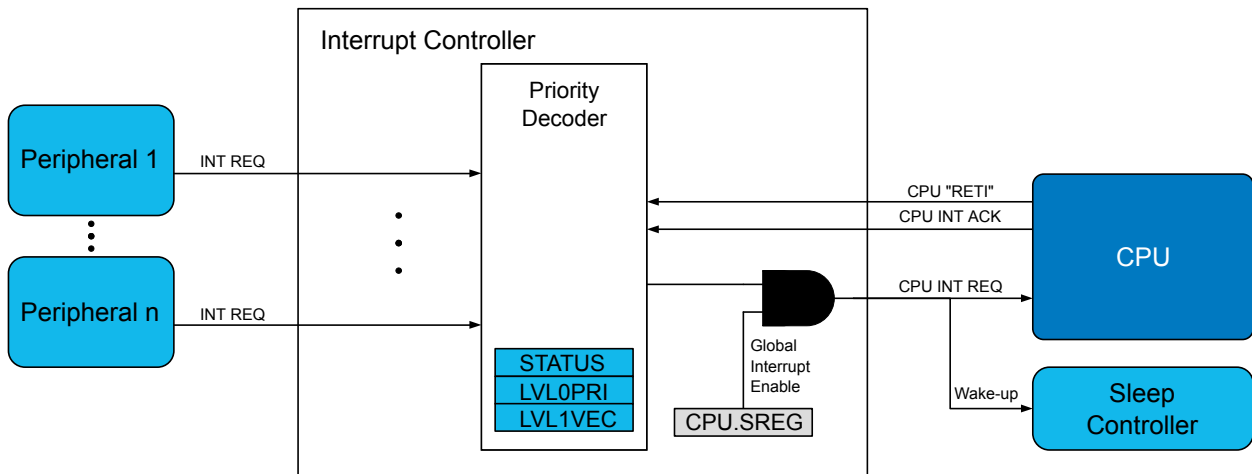 Interrupt Controller
Priority
Decoder
Peripheral 1
INT REQ
Peripheral n
INT REQ
STATUS
LVL0PRI
LVL1VEC
CPU "RETI"
CPU INT ACK
CPU INT REQ
CPU
Global
Interrupt
Enable
CPU.SREG
Wake-up
Sleep
Controller